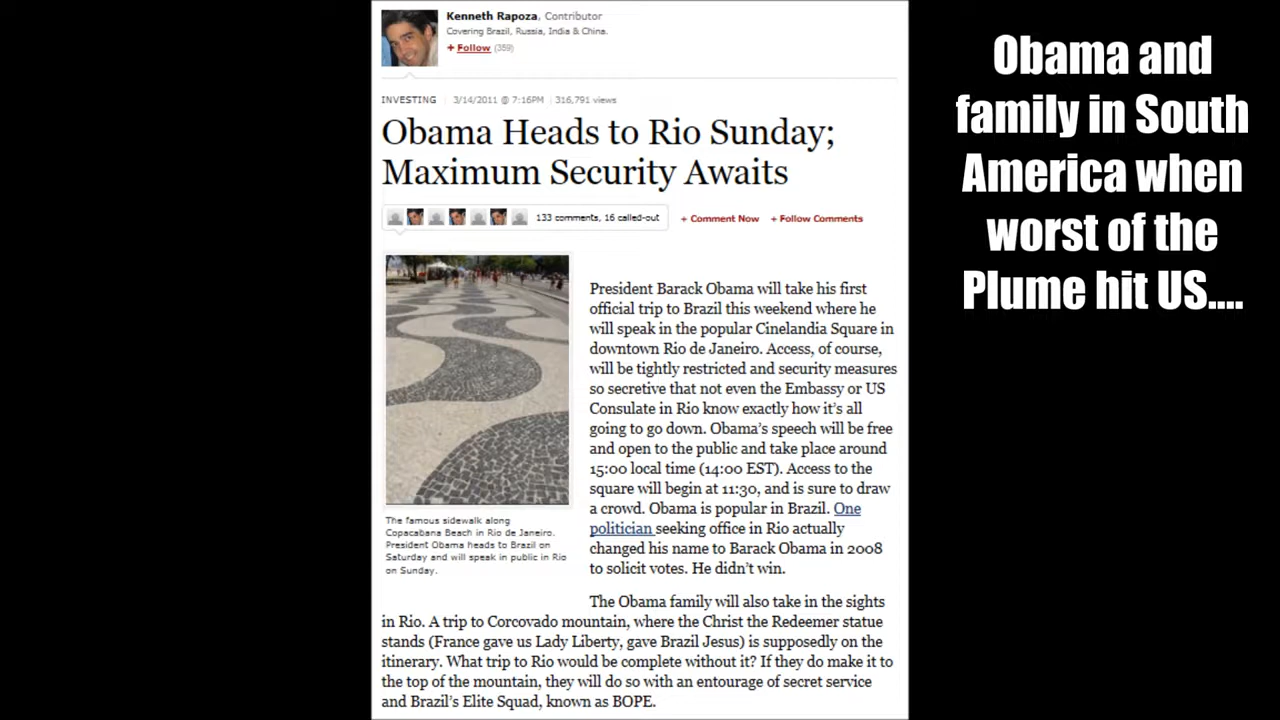 Kenneth Rapoza, Contributor
Covering Brazil, Russia, India & China.
+ Follow (359)
INVESTING | 3/14/2011 @ 7:16PM | 316,791 views
Obama Heads to Rio Sunday;
Maximum Security Awaits
133 comments, 16 called-out
+ Comment Now + Follow Comments
President Barack Obama will take his first
official trip to Brazil this weekend where he
will speak in the popular Cinelandia Square in
downtown Rio de Janeiro. Access, of course,
will be tightly restricted and security measures
so secretive that not even the Embassy or US
Consulate in Rio know exactly how it's all
going to go down. Obama's speech will be free
and open to the public and take place around
15:00 local time (14:00 EST). Access to the
square will begin at 11:30, and is sure to draw
a crowd. Obama is popular in Brazil. One
politician seeking office in Rio actually
changed his name to Barack Obama in 2008
to solicit votes. He didn't win.
The famous sidewalk along
Copacabana Beach in Rio de Janeiro.
President Obama heads to Brazil on
Saturday and will speak in public in Rio
on Sunday.
The Obama family will also take in the sights
in Rio. A trip to Corcovado mountain, where the Christ the Redeemer statue
stands (France gave us Lady Liberty, gave Brazil Jesus) is supposedly on the
itinerary. What trip to Rio would be complete without it? If they do make it to
the top of the mountain, they will do so with an entourage of secret service
and Brazil's Elite Squad, known as BOPE.
Obama and
family in South
America when
worst of the
Plume hit US....